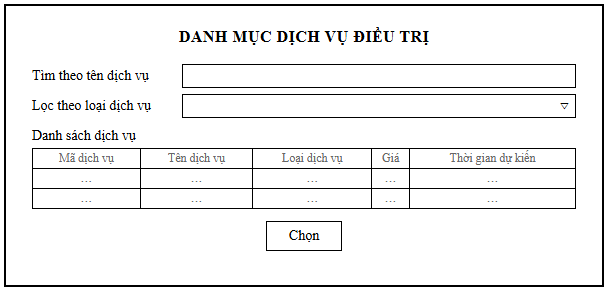 DANH MỤC DỊCH VỤ ĐIỀU TRỊ
Tìm theo tên dịch vụ
Lọc theo loại dịch vụ
Danh sách dịch vụ
Mã dịch vụ Tên dịch vụ Loại dịch vụ Giá Thời gian dự kiến
... ... ... ... ...
... ... ... ... ...
Chọn